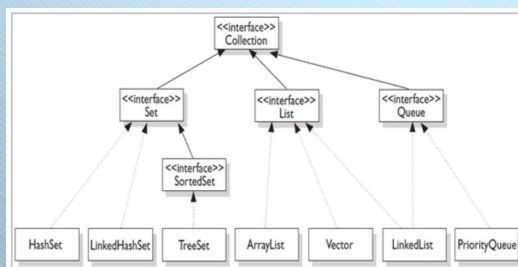 <<interface>>
Collection
<<interface>>
Set
<<interface>>
List
<<interface>>
Queue
<<interface>>
SortedSet
HashSet
LinkedHashSet
TreeSet
ArrayList
Vector
LinkedList
PriorityQueue